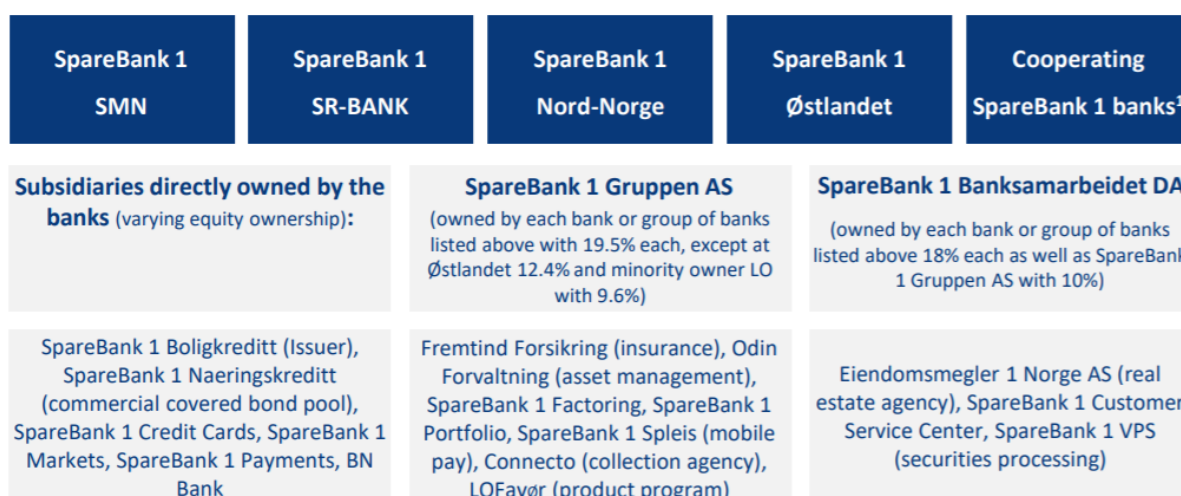 SpareBank 1
SMN
SpareBank 1
SR-BANK
SpareBank 1
Nord-Norge
SpareBank 1
Østlandet
Cooperating
SpareBank 1 banks¹
Subsidiaries directly owned by the
banks (varying equity ownership):
SpareBank 1 Gruppen AS
(owned by each bank or group of banks
listed above with 19.5% each, except at
Østlandet 12.4% and minority owner LO
with 9.6%)
SpareBank 1 Banksamarbeidet DA
(owned by each bank or group of banks
listed above 18% each as well as SpareBank
1 Gruppen AS with 10%)
SpareBank 1 Boligkreditt (Issuer),
SpareBank 1 Naeringskreditt
(commercial covered bond pool),
SpareBank 1 Credit Cards, SpareBank 1
Markets, SpareBank 1 Payments, BN
Bank
Fremtind Forsikring (insurance), Odin
Forvaltning (asset management),
SpareBank 1 Factoring, SpareBank 1
Portfolio, SpareBank 1 Spleis (mobile
pay), Connecto (collection agency),
LOFavør (product program)
Eiendomsmegler 1 Norge AS (real
estate agency), SpareBank 1 Customer
Service Center, SpareBank 1 VPS
(securities processing)